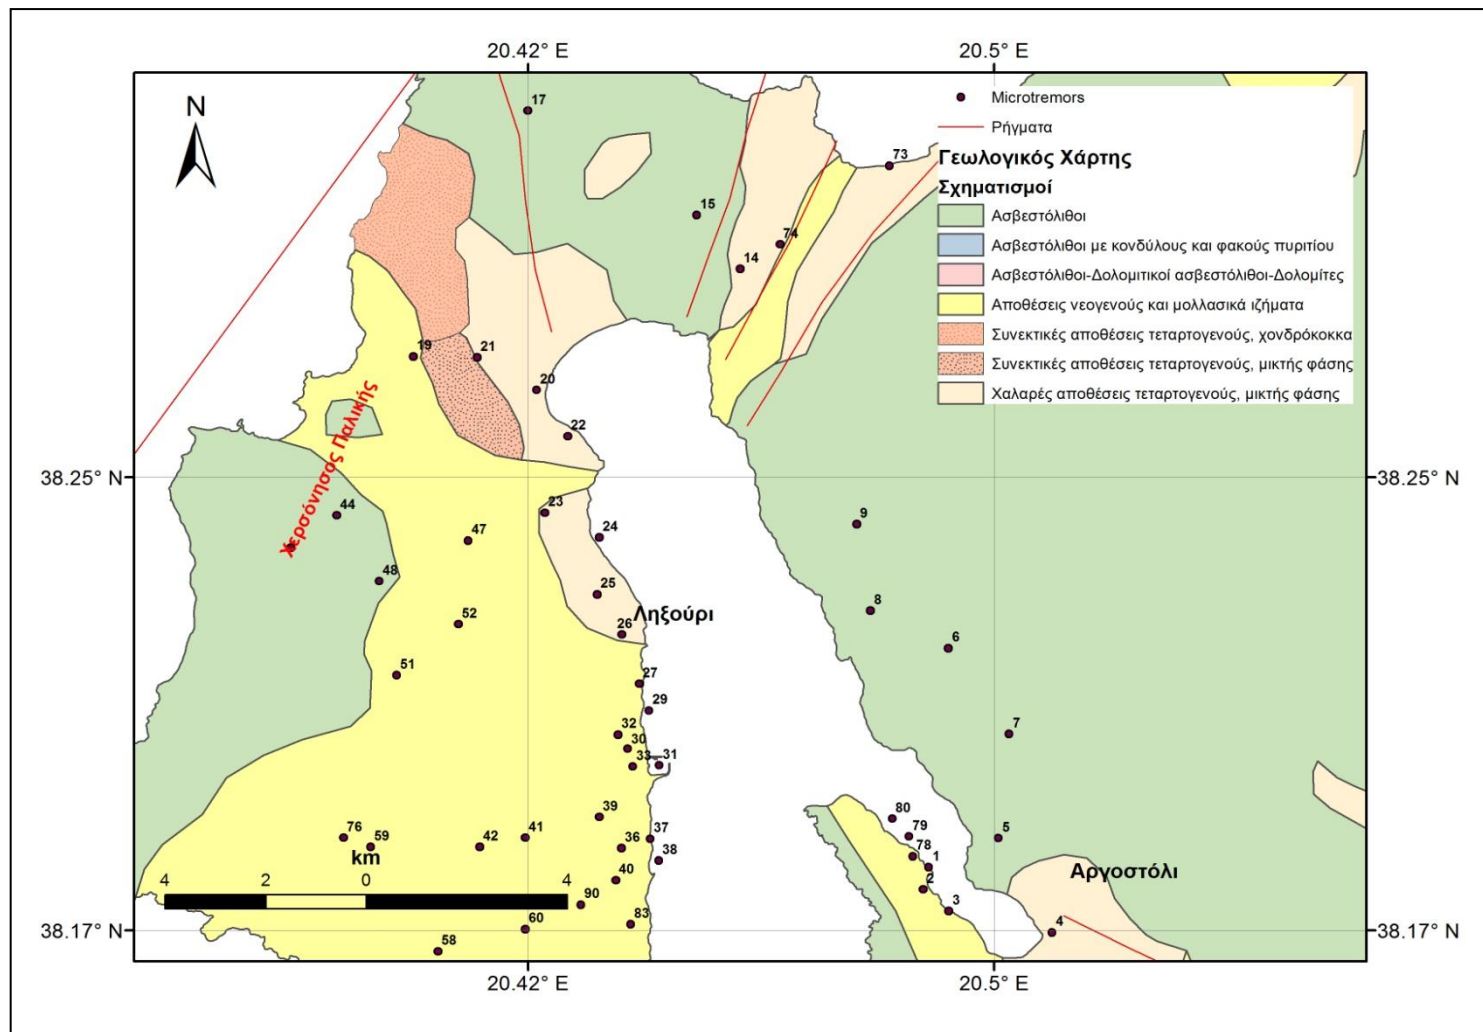 20.42° E
20.5° E
N
17
Microtremors
Ρήγματα
73
Γεωλογικός Χάρτης
Σχηματισμοί
15
Ασβεστόλιθοι
74
Ασβεστόλιθοι με κονδύλους και φακούς πυριτίου
14
Ασβεστόλιθοι-Δολομιτικοί ασβεστόλιθοι-Δολομίτες
Αποθέσεις νεογενούς και μολλασικά ιζήματα
Συνεκτικές αποθέσεις τεταρτογενούς, χονδρόκοκκα
19
21
Συνεκτικές αποθέσεις τεταρτογενούς, μικτής φάσης
20
Χαλαρές αποθέσεις τεταρτογενούς, μικτής φάσης
22
Χερσόνησος Παλικής
38.25° N
38.25° N
44
23
9
47
24
48
25
8
52
Ληξούρι
26
6
51
27
29
7
32
30
33
31
39
80
79
5
76
59
42
41
36
37
78
38
1
km
Αργοστόλι
4
2
0
4
40
2
90
3
83
60
4
38.17° N
38.17° N
58
20.42° E
20.5° E